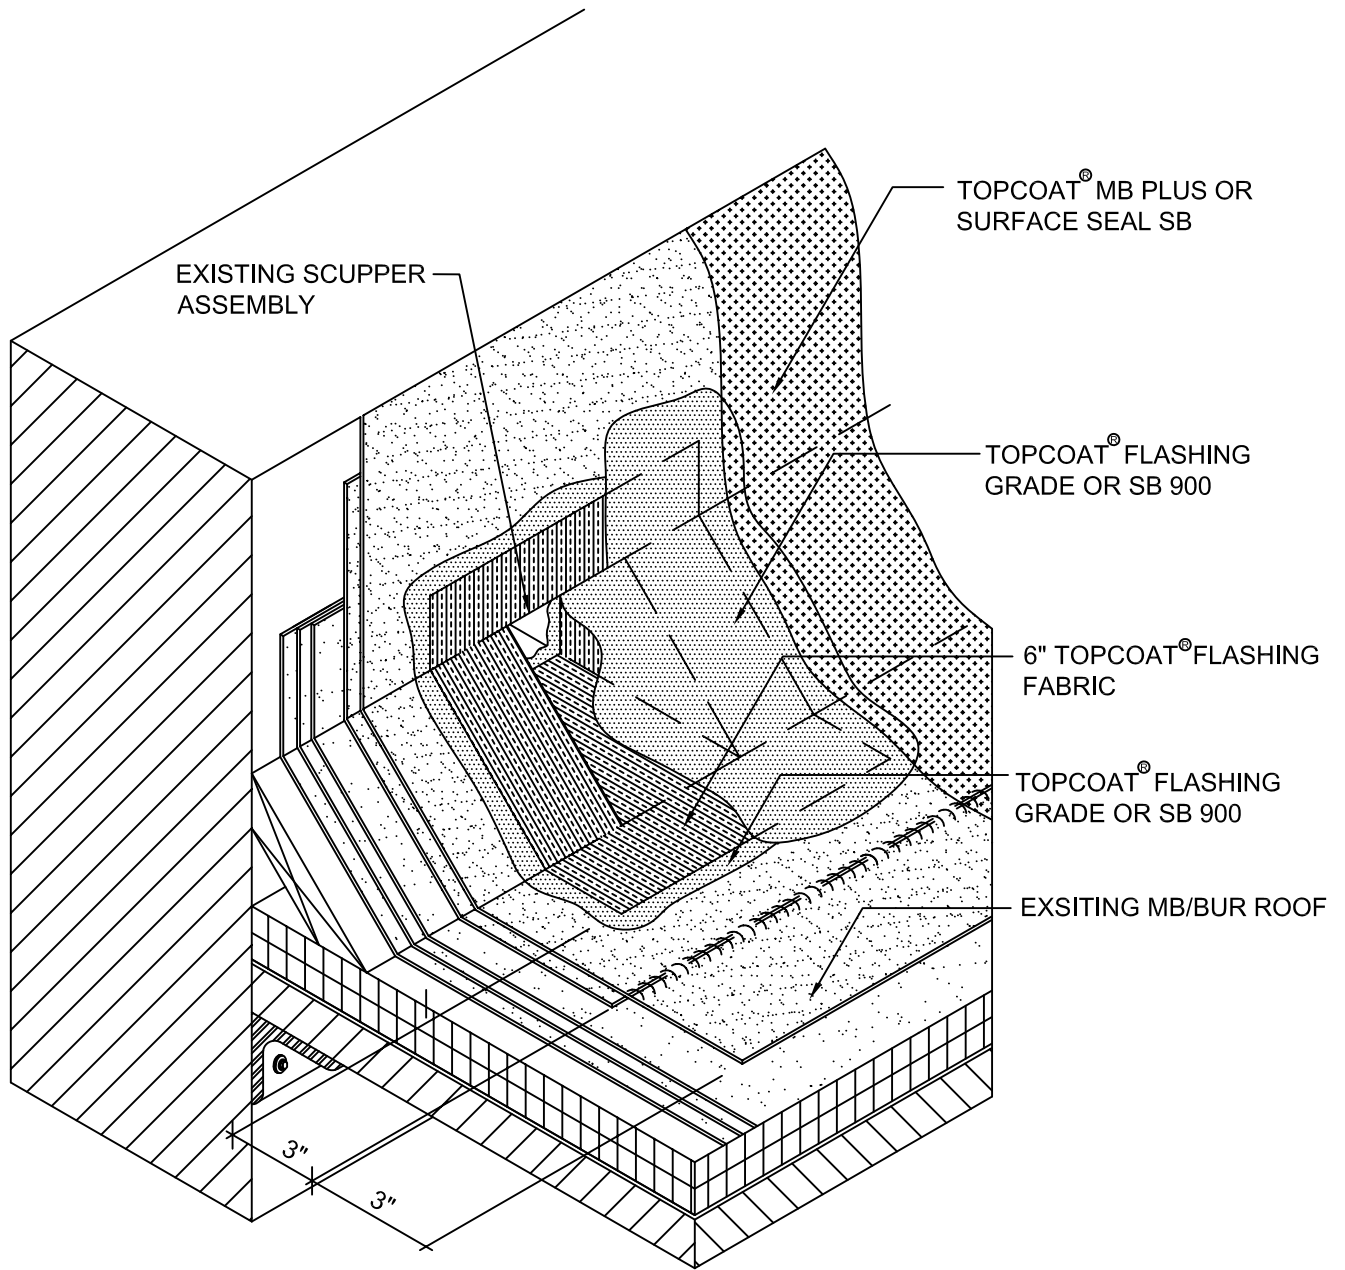 TOPCOAT® MB PLUS OR
SURFACE SEAL SB
EXISTING SCUPPER
ASSEMBLY
TOPCOAT® FLASHING
GRADE OR SB 900
6" TOPCOAT® FLASHING
FABRIC
TOPCOAT® FLASHING
GRADE OR SB 900
EXSITING MB/BUR ROOF
3"
3"